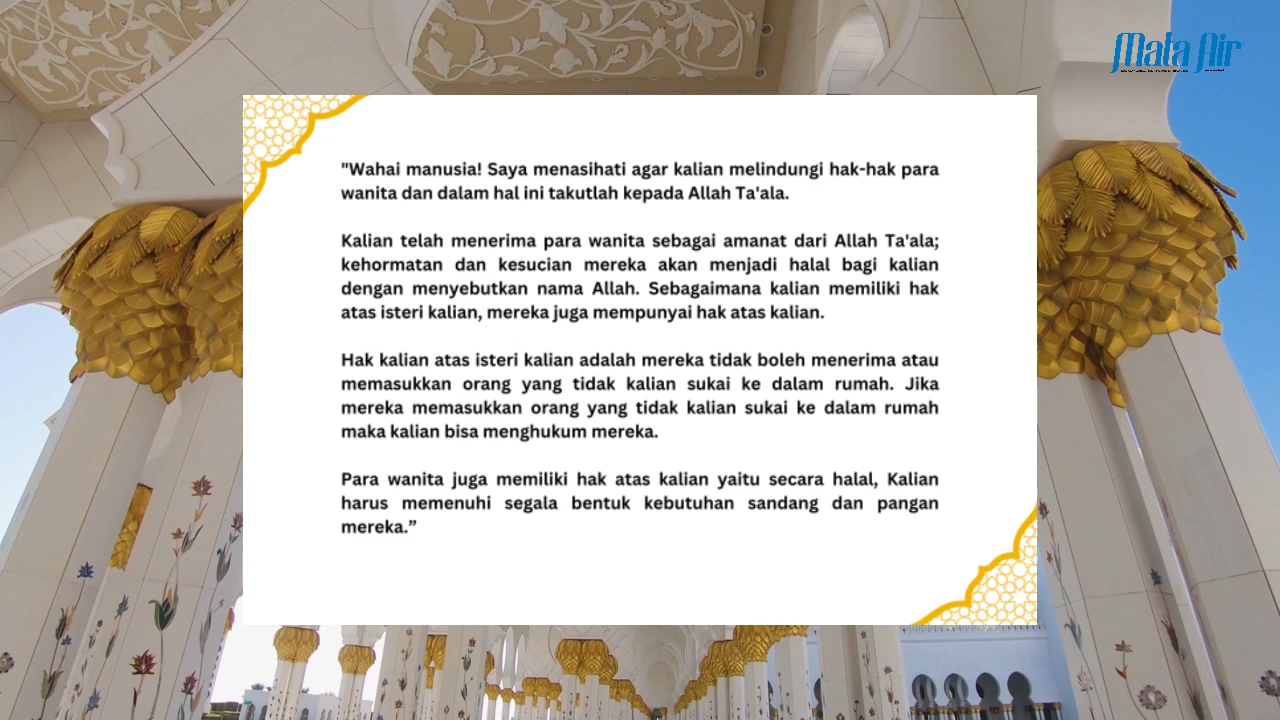 Mata Air
"Wahai manusia! Saya menasihati agar kalian melindungi hak-hak para
wanita dan dalam hal ini takutlah kepada Allah Ta'ala.
Kalian telah menerima para wanita sebagai amanat dari Allah Ta'ala;
kehormatan dan kesucian mereka akan menjadi halal bagi kalian
dengan menyebutkan nama Allah. Sebagaimana kalian memiliki hak
atas isteri kalian, mereka juga mempunyai hak atas kalian.
Hak kalian atas isteri kalian adalah mereka tidak boleh menerima atau
memasukkan orang yang tidak kalian sukai ke dalam rumah. Jika
mereka memasukkan orang yang tidak kalian sukai ke dalam rumah
maka kalian bisa menghukum mereka.
Para wanita juga memiliki hak atas kalian yaitu secara halal, Kalian
harus memenuhi segala bentuk kebutuhan sandang dan pangan
mereka.”